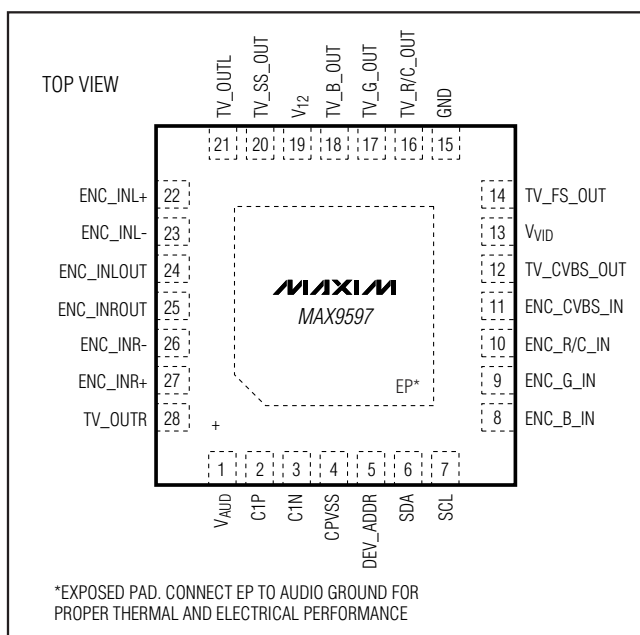 TOP VIEW
TV_OUTL
TV_SS_OUT
V12
TV_B_OUT
TV_G_OUT
TV_R/C_OUT
GND
21 20 19 18 17 16 15
ENC_INL+ 22
ENC_INL- 23
ENC_INLOUT 24
ENC_INROUT 25
ENC_INR- 26
ENC_INR+ 27
TV_OUTR 28
MAXIM
MAX9597
EP*
14 TV_FS_OUT
13 VVID
12 TV_CVBS_OUT
11 ENC_CVBS_IN
10 ENC_R/C_IN
9 ENC_G_IN
8 ENC_B_IN
+
1 2 3 4 5 6 7
VAUD
C1P
C1N
CPVSS
DEV_ADDR
SDA
SCL
*EXPOSED PAD. CONNECT EP TO AUDIO GROUND FOR
PROPER THERMAL AND ELECTRICAL PERFORMANCE